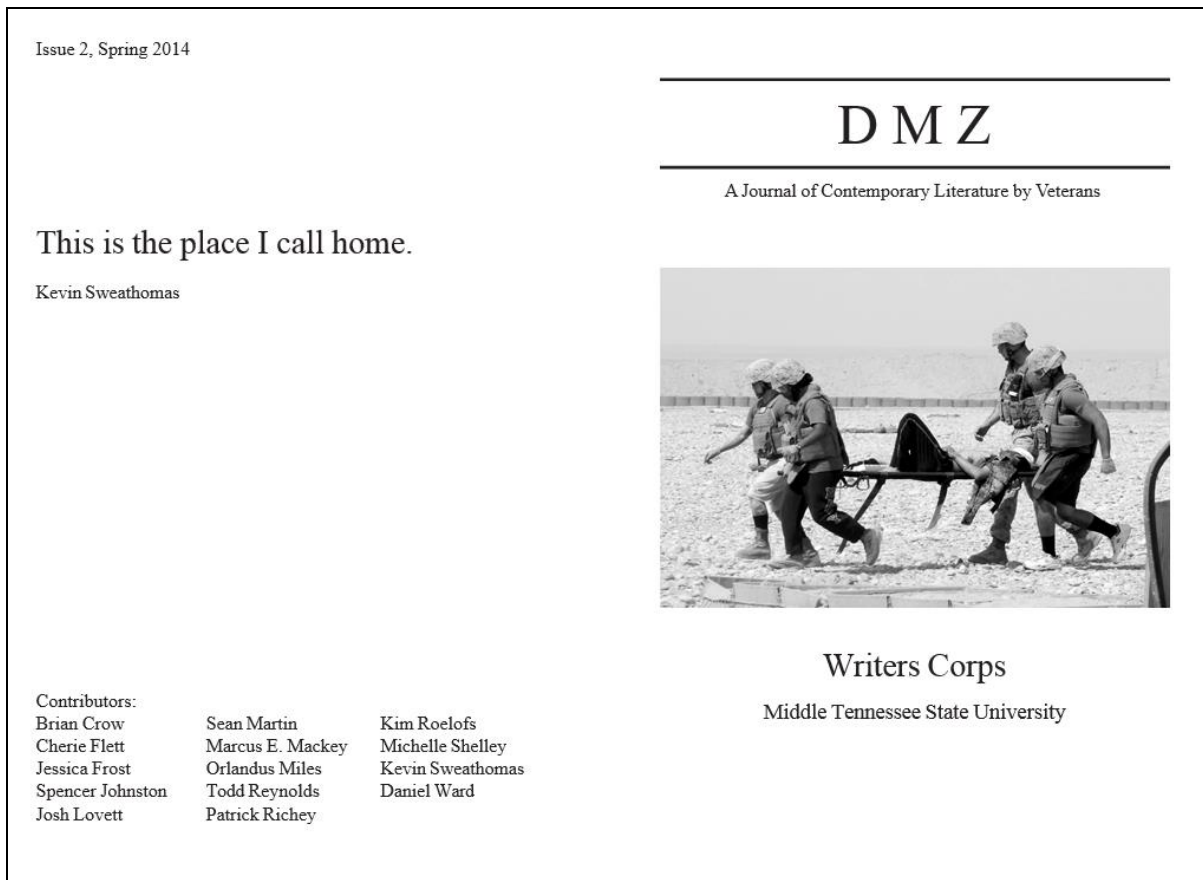 Issue 2, Spring 2014
This is the place I call home.
Kevin Sweathomas
Contributors:
Brian Crow
Cherie Flett
Jessica Frost
Spencer Johnston
Josh Lovett
Sean Martin
Marcus E. Mackey
Orlandus Miles
Todd Reynolds
Patrick Richey
Kim Roelofs
Michelle Shelley
Kevin Sweathomas
Daniel Ward
D M Z
A Journal of Contemporary Literature by Veterans
Writers Corps
Middle Tennessee State University